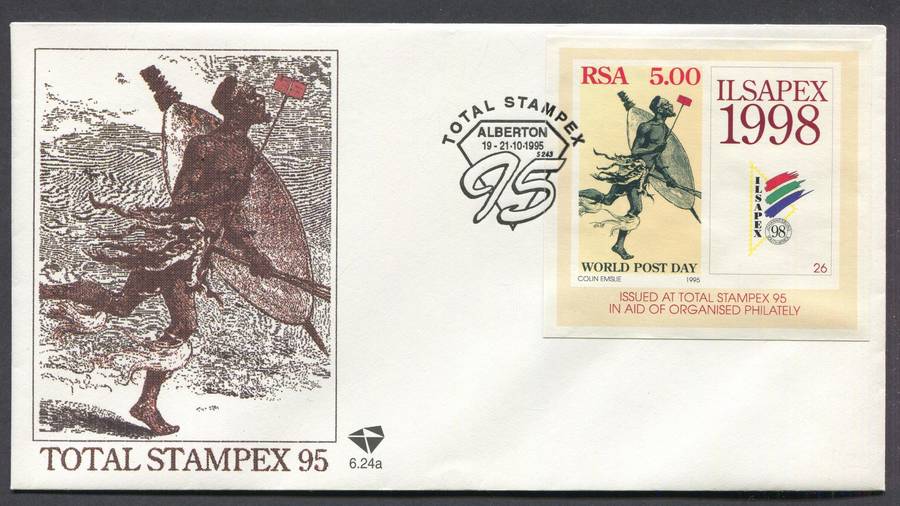 TOTAL STAMPEX 95
6.24a
TOTAL STAMPEX
ALBERTON
19 - 21·10·1995
S 243
95
RSA 5.00
WORLD POST DAY
COLIN EMSLIE 1995
ILSAPEX
1998
ILSAPEX
98
26
ISSUED AT TOTAL STAMPEX 95
IN AID OF ORGANISED PHILATELY